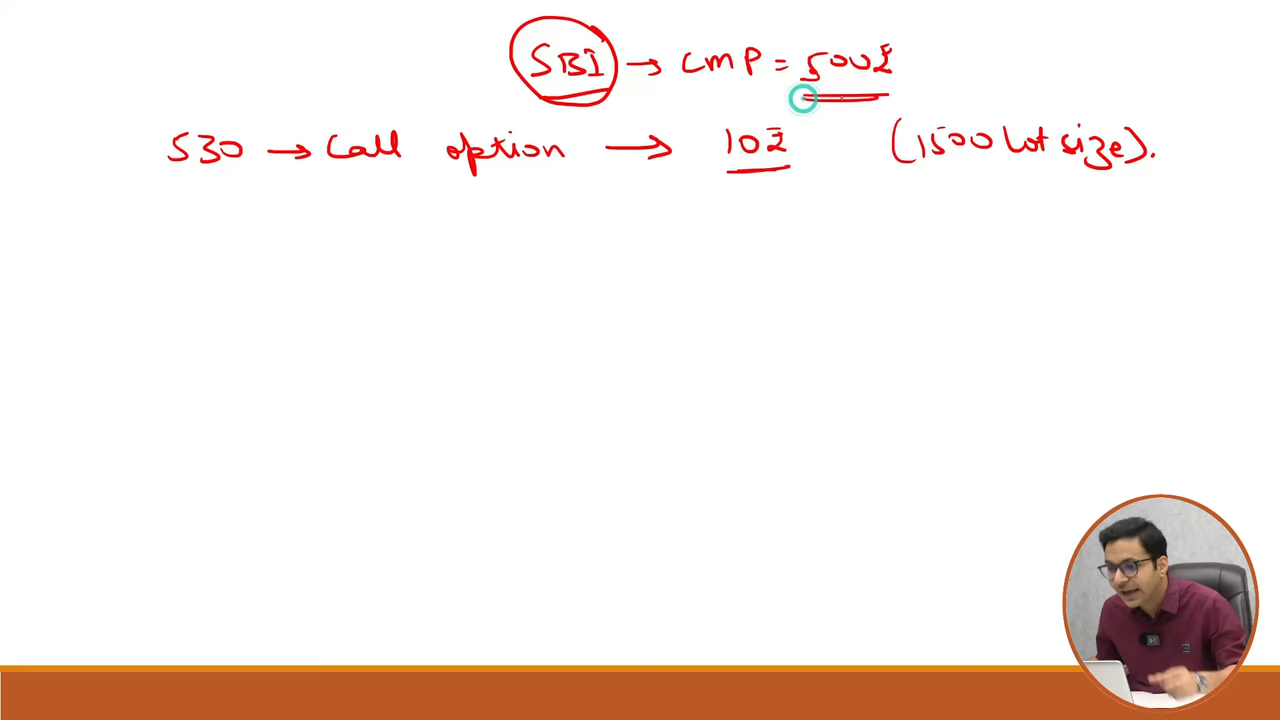 SBI → CMP = 500₹
530 → Call option → 10₹ (1500 lot size).